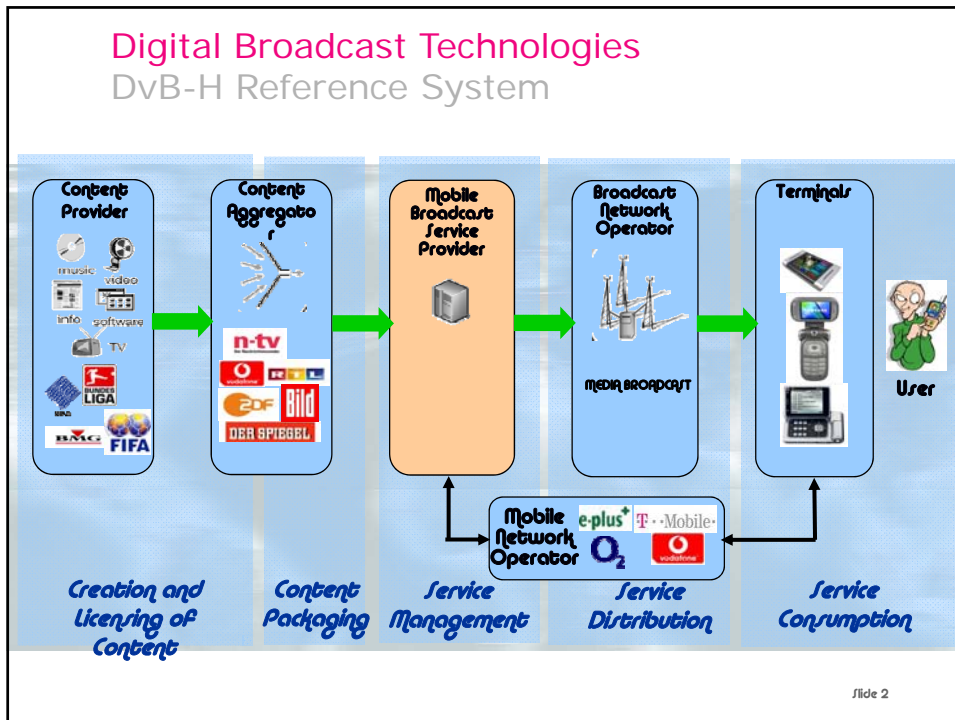 Digital Broadcast Technologies
DvB-H Reference System
Content
Provider
music
video
info
software
TV
BUNDES
LIGA
BMG
FIFA
Content
Aggregato
r
n-tv
vodafone
RTL
ZDF
Bild
DER SPIEGEL
Mobile
Broadcast
Service
Provider
Broadcast
Network
Operator
MEDIA BROADCAST
Terminals
User
Mobile
Network
Operator
e-plus+
T··Mobile·
O2
vodafone
Creation and
Licensing of
Content
Content
Packaging
Service
Management
Service
Distribution
Service
Consumption
Slide 2